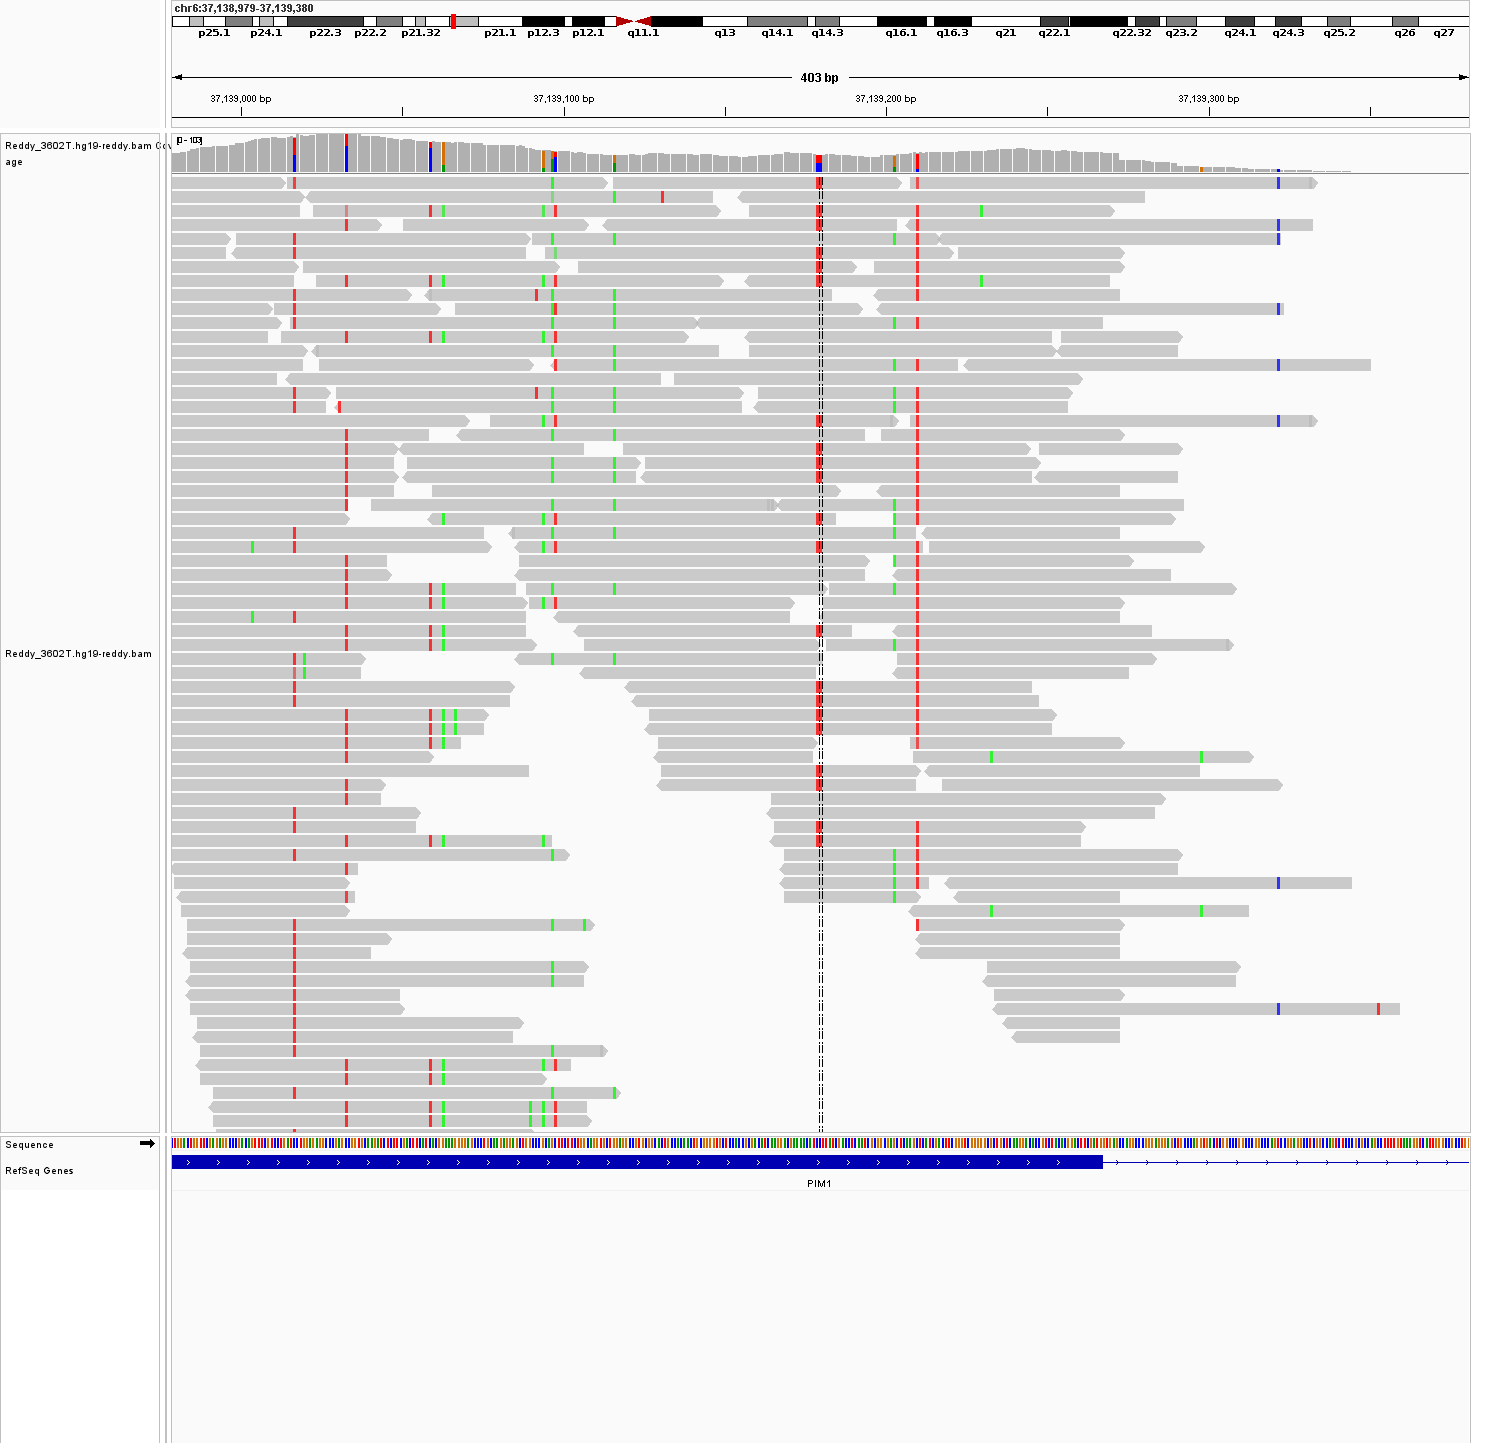 chr6:37,138,979-37,139,380
p25.1 p24.1 p22.3 p22.2 p21.32 p21.1 p12.3 p12.1 q11.1 q13 q14.1 q14.3 q16.1 q16.3 q21 q22.1 q22.32 q23.2 q24.1 q24.3 q25.2 q26 q27
403 bp
37,139,000 bp 37,139,100 bp 37,139,200 bp 37,139,300 bp
Reddy_3602T.hg19-reddy.bam Cov
age
[0 - 103]
Reddy_3602T.hg19-reddy.bam
Sequence
RefSeq Genes
PIM1